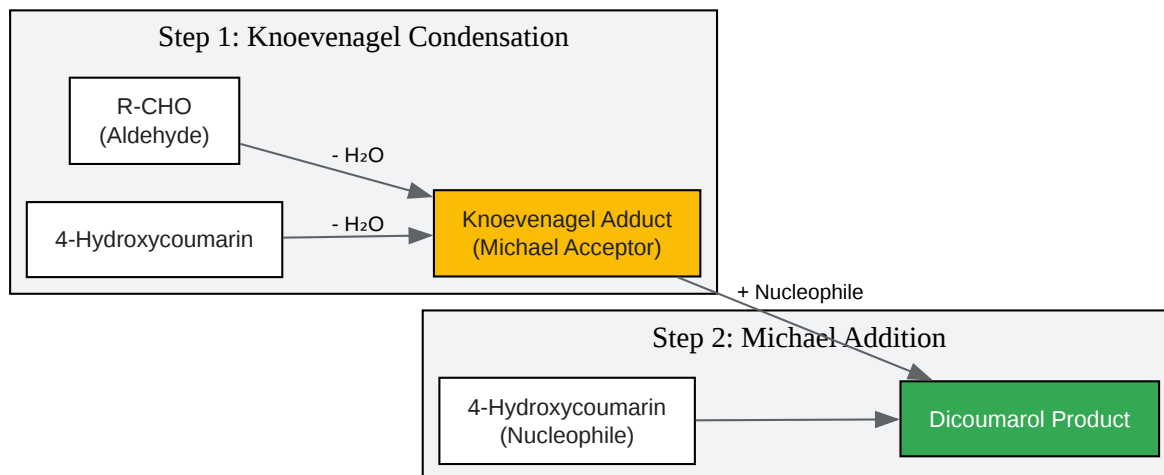 Step 1: Knoevenagel Condensation
R-CHO
(Aldehyde)
- H₂O
4-Hydroxycoumarin
- H₂O
Knoevenagel Adduct
(Michael Acceptor)
+ Nucleophile
Step 2: Michael Addition
4-Hydroxycoumarin
(Nucleophile)
Dicoumarol Product